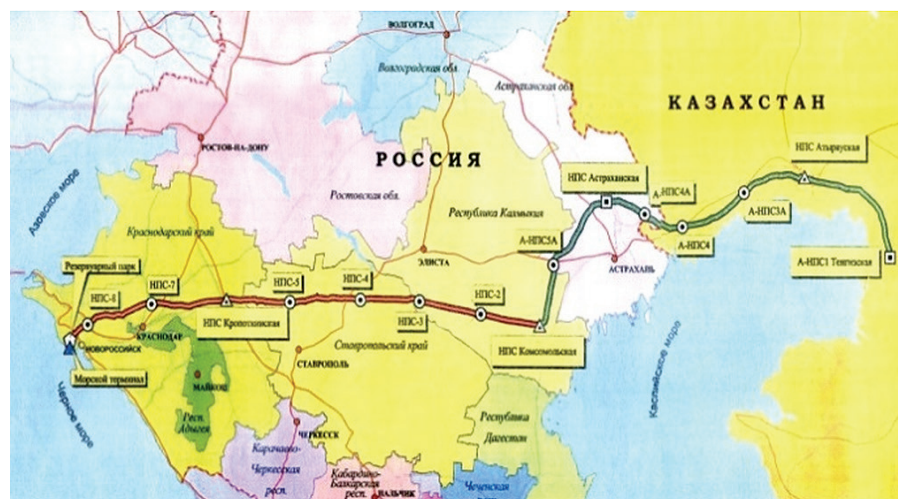 ВОЛГОГРАД
Волгоградская обл.
Астраханская обл.
КАЗАХСТАН
РОСТОВ-НА-ДОНУ
РОССИЯ
НПС Атырауская
НПС Астраханская
А-НПС4А
Ростовская обл.
Республика Калмыкия
А-НПС3А
Азовское море
Краснодарский край
А-НПС4
А-НПС5А
ЭЛИСТА
АСТРАХАНЬ
А-НПС1 Тенгизская
Резервуарный парк
НПС-8
НПС-7
НПС-5
НПС-4
НПС-2
НПС Кропоткинская
НПС-3
НПС Комсомольская
КРАСНОДАР
НОВОРОССИЙСК
Ставропольский край
СТАВРОПОЛЬ
Морской терминал
МАЙКОП
Черное море
Каспийское море
Респ.
Адыгея
Республика
Дагестан
ЧЕРКЕССК
Карачаево-
Черкесская
респ.
Кабардино-
Балкарская
респ.
НАЛЬЧИК
Чеченская